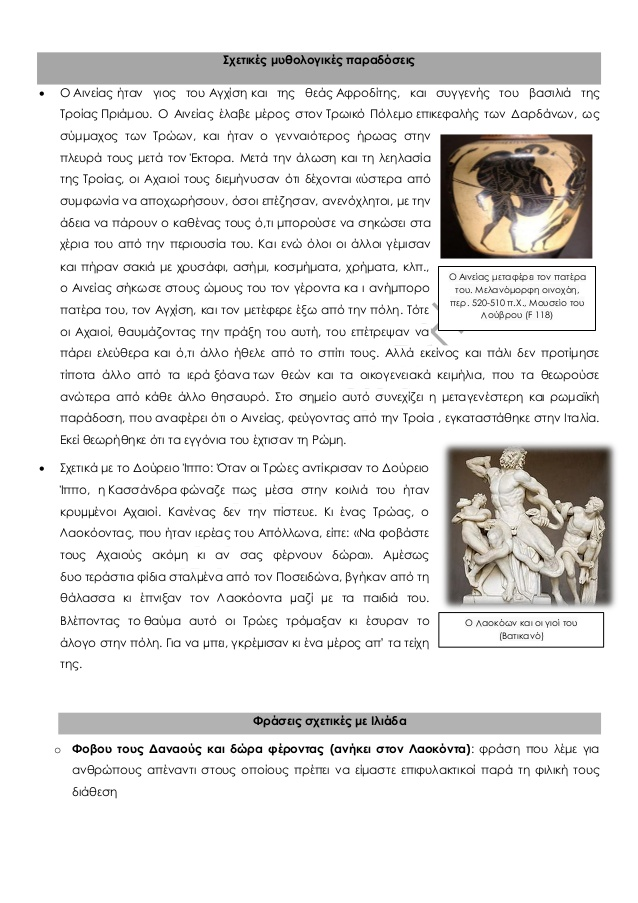 Σχετικές μυθολογικές παραδόσεις
• Ο Αινείας ήταν γιος του Αγχίση και της θεάς Αφροδίτης, και συγγενής του βασιλιά της
Τροίας Πριάμου. Ο Αινείας έλαβε μέρος στον Τρωικό Πόλεμο επικεφαλής των Δαρδάνων, ως
σύμμαχος των Τρώων, και ήταν ο γενναιότερος ήρωας στην
πλευρά τους μετά τον Έκτορα. Μετά την άλωση και τη λεηλασία
της Τροίας, οι Αχαιοί τους διεμήνυσαν ότι δέχονται «ύστερα από
συμφωνία να αποχωρήσουν, όσοι επέζησαν, ανενόχλητοι, με την
άδεια να πάρουν ο καθένας τους ό,τι μπορούσε να σηκώσει στα
χέρια του από την περιουσία του. Και ενώ όλοι οι άλλοι γέμισαν
και πήραν σακιά με χρυσάφι, ασήμι, κοσμήματα, χρήματα, κλπ.,
ο Αινείας σήκωσε στους ώμους του τον γέροντα κα ι ανήμπορο
πατέρα του, τον Αγχίση, και τον μετέφερε έξω από την πόλη. Τότε
οι Αχαιοί, θαυμάζοντας την πράξη του αυτή, του επέτρεψαν να
πάρει ελεύθερα και ό,τι άλλο ήθελε από το σπίτι τους. Αλλά εκείνος και πάλι δεν προτίμησε
τίποτα άλλο από τα ιερά ξόανα των θεών και τα οικογενειακά κειμήλια, που τα θεωρούσε
ανώτερα από κάθε άλλο θησαυρό. Στο σημείο αυτό συνεχίζει η μεταγενέστερη και ρωμαϊκή
παράδοση, που αναφέρει ότι ο Αινείας, φεύγοντας από την Τροία , εγκαταστάθηκε στην Ιταλία.
Εκεί θεωρήθηκε ότι τα εγγόνια του έχτισαν τη Ρώμη.
Ο Αινείας μεταφέρει τον πατέρα
του. Μελανόμορφη οινοχόη,
περ. 520-510 π.Χ., Μουσείο του
Λούβρου (F 118)
• Σχετικά με το Δούρειο Ίππο: Όταν οι Τρώες αντίκρισαν το Δούρειο
Ίππο, η Κασσάνδρα φώναζε πως μέσα στην κοιλιά του ήταν
κρυμμένοι Αχαιοί. Κανένας δεν την πίστευε. Κι ένας Τρώας, ο
Λαοκόοντας, που ήταν ιερέας του Απόλλωνα, είπε: «Να φοβάστε
τους Αχαιούς ακόμη κι αν σας φέρνουν δώρα». Αμέσως
δυο τεράστια φίδια σταλμένα από τον Ποσειδώνα, βγήκαν από τη
θάλασσα κι έπνιξαν τον Λαοκόοντα μαζί με τα παιδιά του.
Βλέποντας το θαύμα αυτό οι Τρώες τρόμαξαν κι έσυραν το
άλογο στην πόλη. Για να μπει, γκρέμισαν κι ένα μέρος απ' τα τείχη
της.
Ο Λαοκόων και οι γιοί του
(Βατικανό)
Φράσεις σχετικές με Ιλιάδα
o Φοβου τους Δαναούς και δώρα φέροντας (ανήκει στον Λαοκόντα): φράση που λέμε για
ανθρώπους απέναντι στους οποίους πρέπει να είμαστε επιφυλακτικοί παρά τη φιλική τους
διάθεση